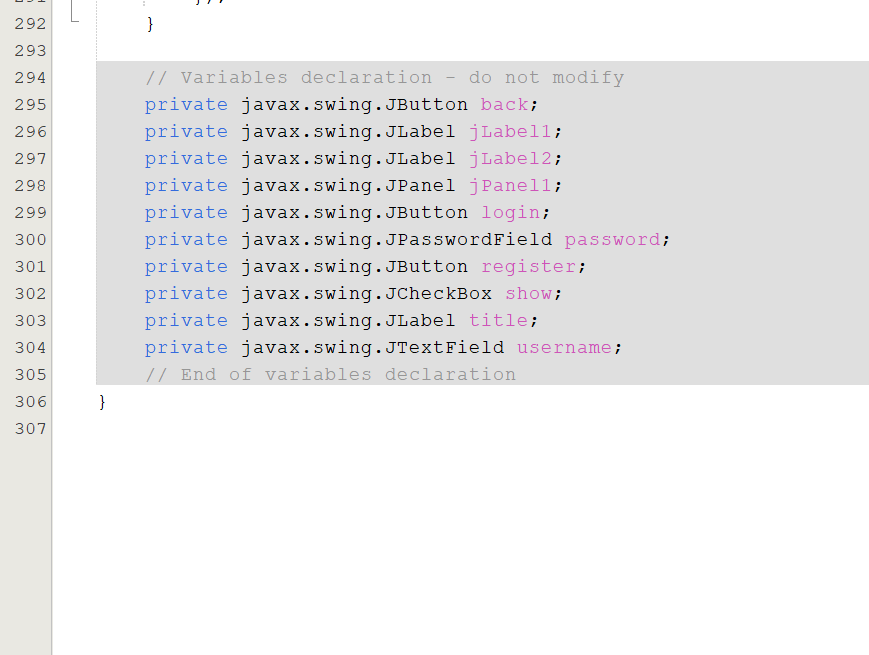 292 }
293
294 // Variables declaration - do not modify
295 private javax.swing.JButton back;
296 private javax.swing.JLabel jLabel1;
297 private javax.swing.JLabel jLabel2;
298 private javax.swing.JPanel jPanel1;
299 private javax.swing.JButton login;
300 private javax.swing.JPasswordField password;
301 private javax.swing.JButton register;
302 private javax.swing.JCheckBox show;
303 private javax.swing.JLabel title;
304 private javax.swing.JTextField username;
305 // End of variables declaration
306 }
307